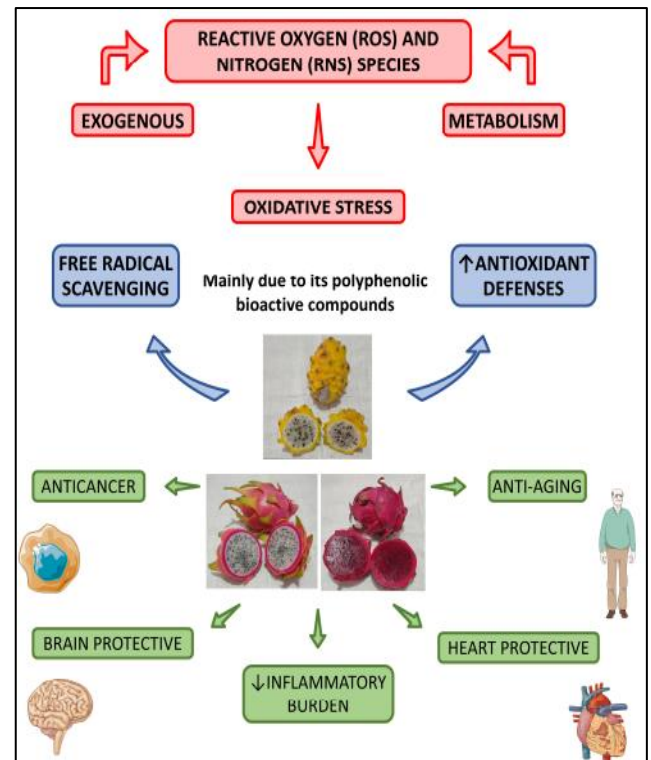 REACTIVE OXYGEN (ROS) AND
NITROGEN (RNS) SPECIES
EXOGENOUS
METABOLISM
OXIDATIVE STRESS
FREE RADICAL
SCAVENGING
Mainly due to its polyphenolic
bioactive compounds
↑ANTIOXIDANT
DEFENSES
ANTICANCER
ANTI-AGING
BRAIN PROTECTIVE
HEART PROTECTIVE
↓INFLAMMATORY
BURDEN